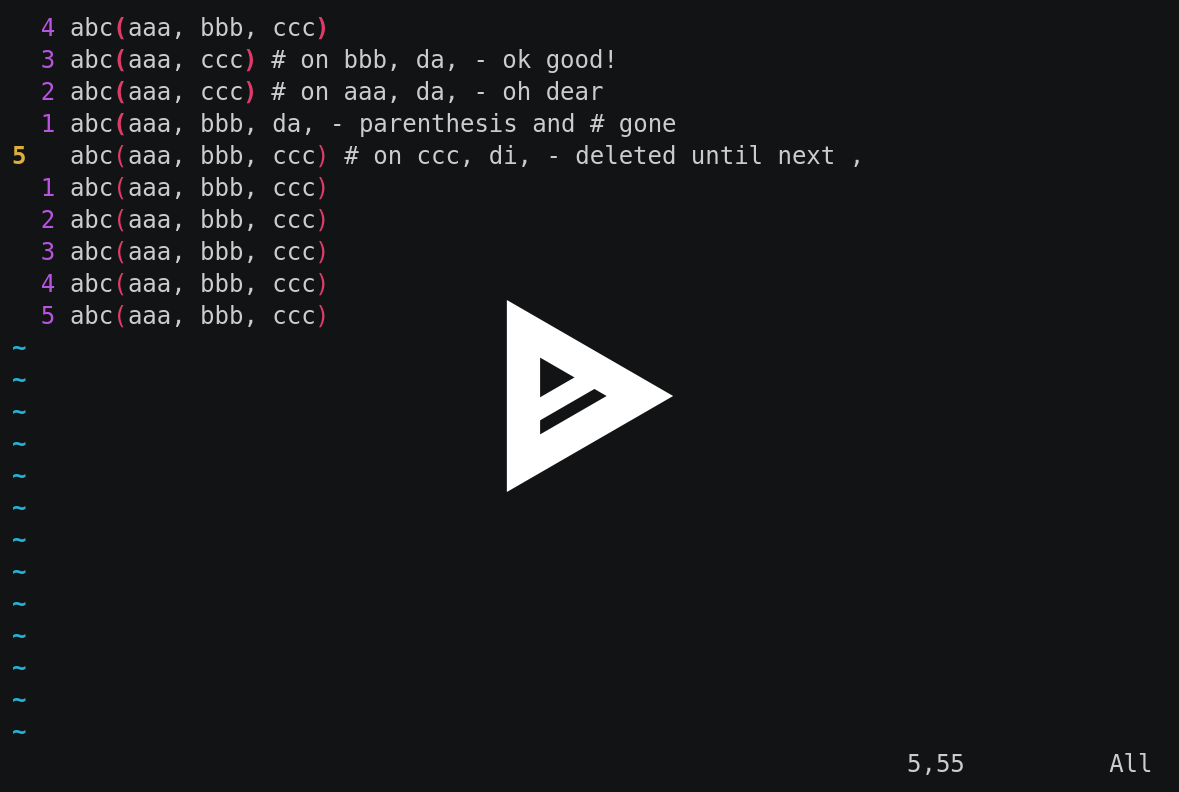 4 abc(aaa, bbb, ccc)
3 abc(aaa, ccc) # on bbb, da, - ok good!
2 abc(aaa, ccc) # on aaa, da, - oh dear
1 abc(aaa, bbb, da, - parenthesis and # gone
5 abc(aaa, bbb, ccc) # on ccc, di, - deleted until next ,
1 abc(aaa, bbb, ccc)
2 abc(aaa, bbb, ccc)
3 abc(aaa, bbb, ccc)
4 abc(aaa, bbb, ccc)
5 abc(aaa, bbb, ccc)
~
~
~
~
~
~
~
~
~
~
~
~
~
5,55 All